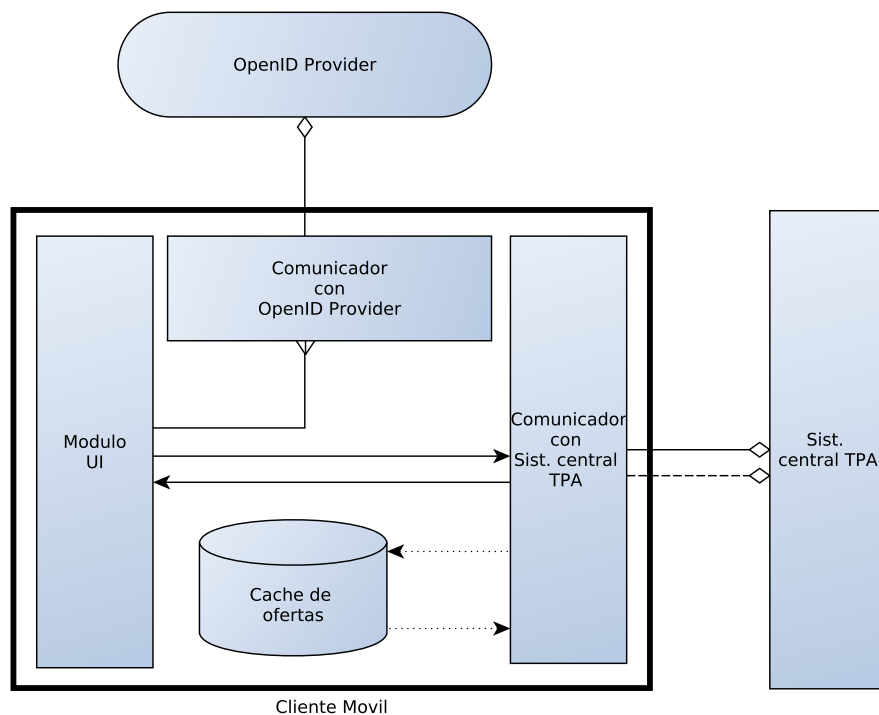 OpenID Provider
Comunicador
con
OpenID Provider
Modulo
UI
Comunicador
con
Sist. central
TPA
Sist.
central TPA
Cache de
ofertas
Cliente Movil